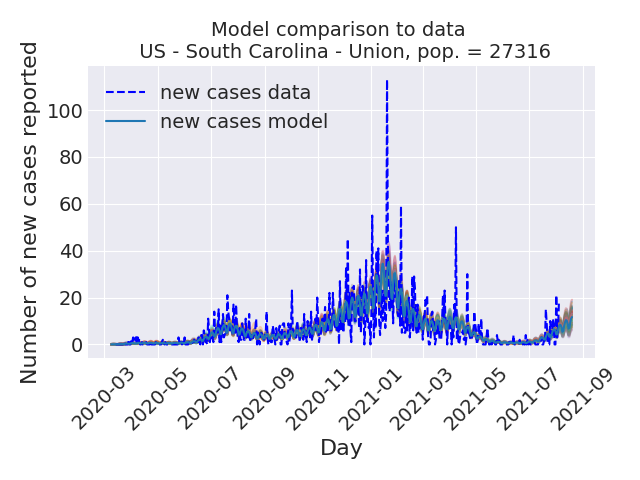 Model comparison to data
US - South Carolina - Union, pop. = 27316
Number of new cases reported
new cases data
new cases model
100
80
60
40
20
0
2020-03
2020-05
2020-07
2020-09
2020-11
2021-01
2021-03
2021-05
2021-07
2021-09
Day